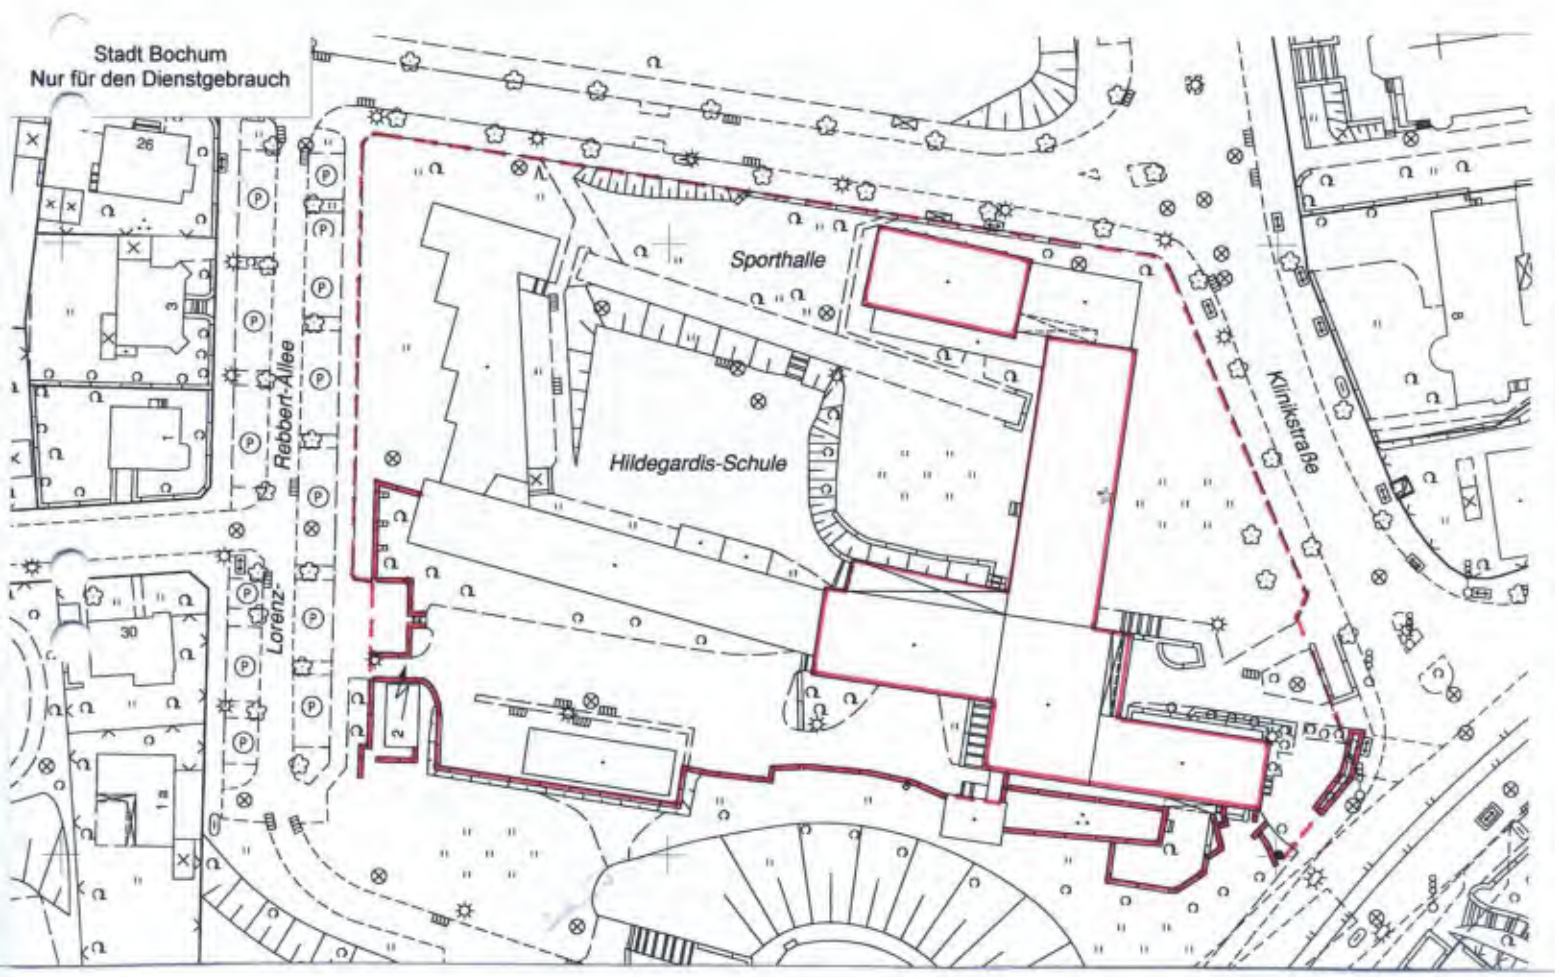 Stadt Bochum
Nur für den Dienstgebrauch
26
P
P
P
Sporthalle
P
3
P
P
8
Lorenz-Rebbert-Allee
P
Klinikstraße
1
P
P
Hildegardis-Schule
P
P
P
30
P
P
2
P
1a